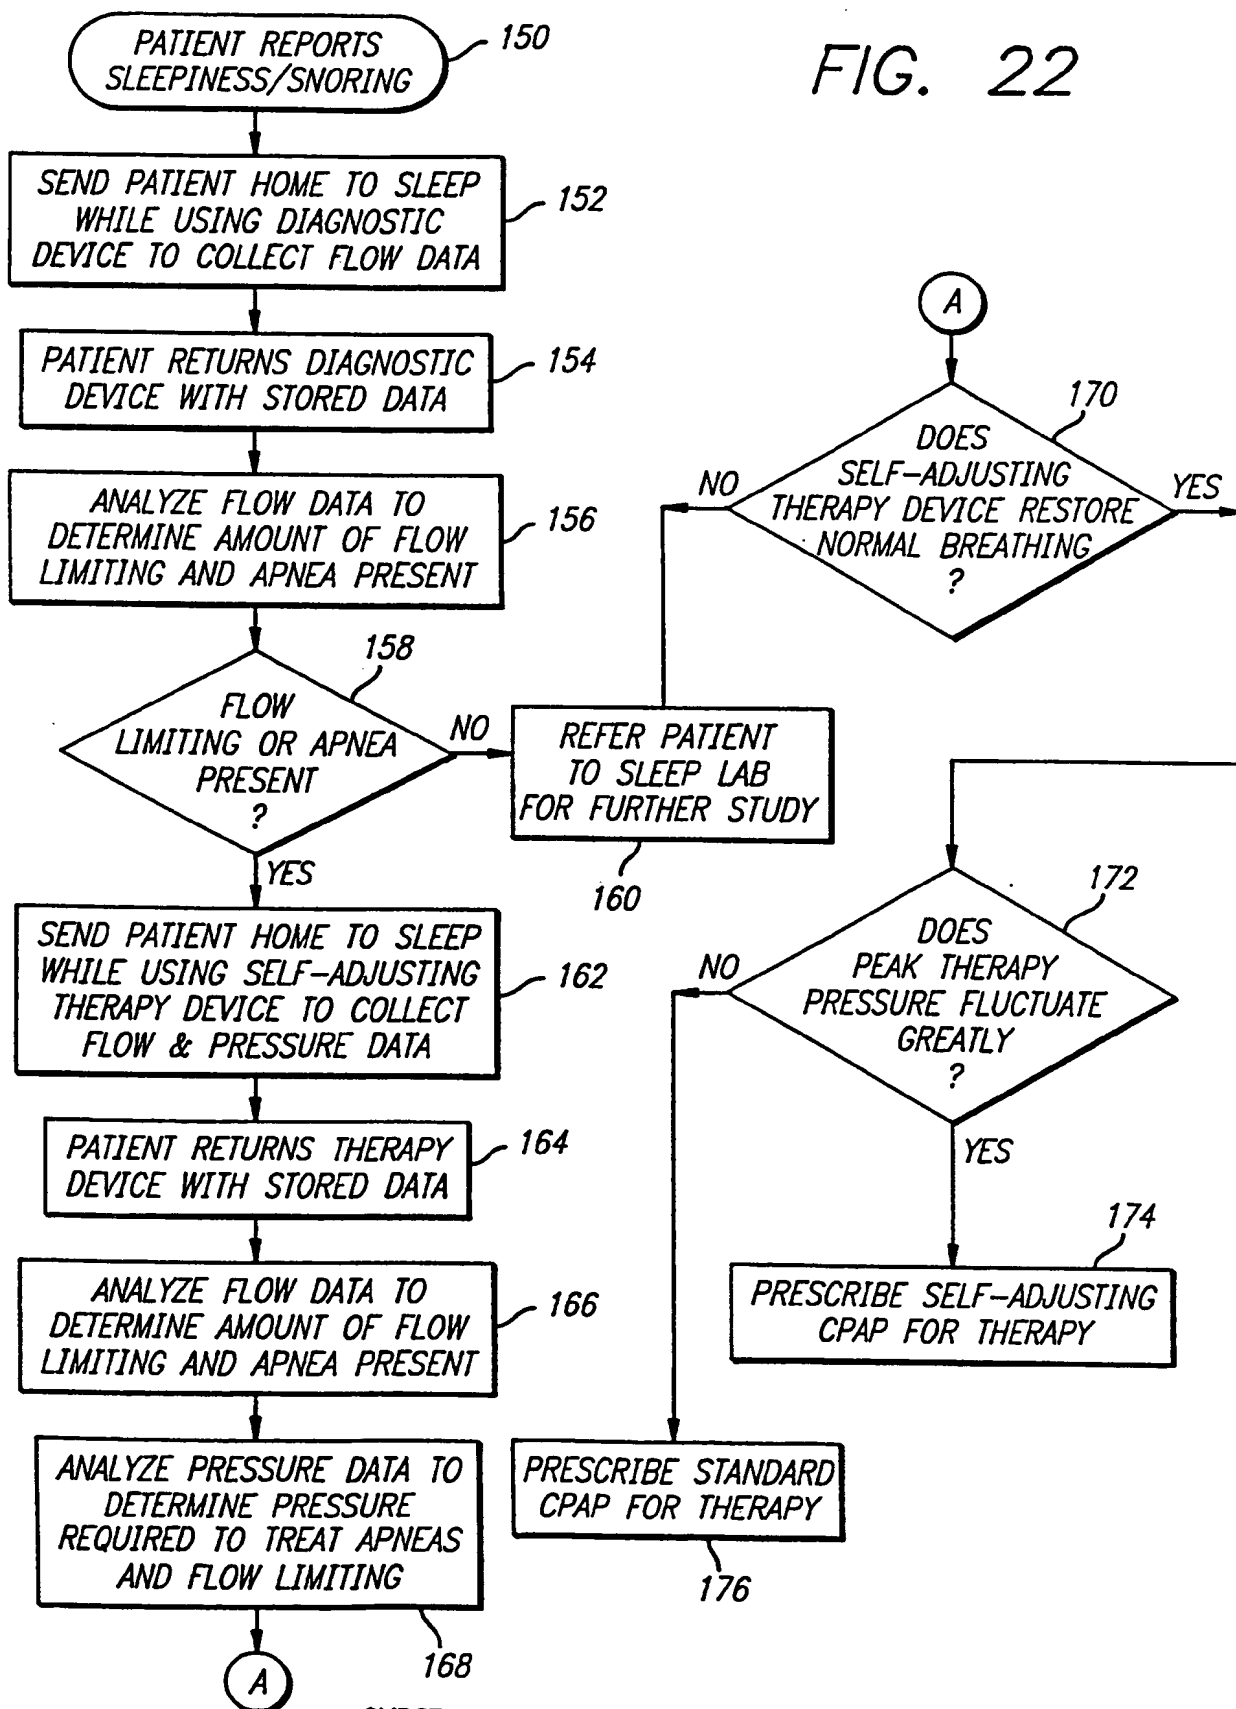 FIG. 22
PATIENT REPORTS
SLEEPINESS/SNORING
150
SEND PATIENT HOME TO SLEEP
WHILE USING DIAGNOSTIC
DEVICE TO COLLECT FLOW DATA
152
PATIENT RETURNS DIAGNOSTIC
DEVICE WITH STORED DATA
154
ANALYZE FLOW DATA TO
DETERMINE AMOUNT OF FLOW
LIMITING AND APNEA PRESENT
156
FLOW
LIMITING OR APNEA
PRESENT
?
158
NO
YES
REFER PATIENT
TO SLEEP LAB
FOR FURTHER STUDY
160
SEND PATIENT HOME TO SLEEP
WHILE USING SELF-ADJUSTING
THERAPY DEVICE TO COLLECT
FLOW & PRESSURE DATA
162
PATIENT RETURNS THERAPY
DEVICE WITH STORED DATA
164
ANALYZE FLOW DATA TO
DETERMINE AMOUNT OF FLOW
LIMITING AND APNEA PRESENT
166
ANALYZE PRESSURE DATA TO
DETERMINE PRESSURE
REQUIRED TO TREAT APNEAS
AND FLOW LIMITING
168
A
A
DOES
SELF-ADJUSTING
THERAPY DEVICE RESTORE
NORMAL BREATHING
?
170
NO
YES
DOES
PEAK THERAPY
PRESSURE FLUCTUATE
GREATLY
?
172
NO
YES
PRESCRIBE SELF-ADJUSTING
CPAP FOR THERAPY
174
PRESCRIBE STANDARD
CPAP FOR THERAPY
176